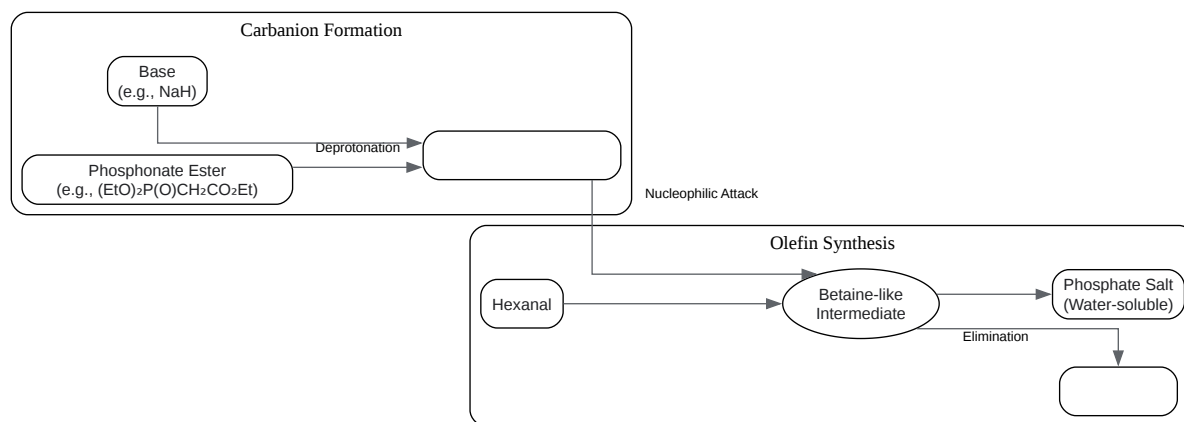 Carbanion Formation
Base
(e.g., NaH)
Deprotonation
Phosphonate Ester
(e.g., (EtO)₂P(O)CH₂CO₂Et)
Nucleophilic Attack
Olefin Synthesis
Hexanal
Betaine-like
Intermediate
Phosphate Salt
(Water-soluble)
Elimination